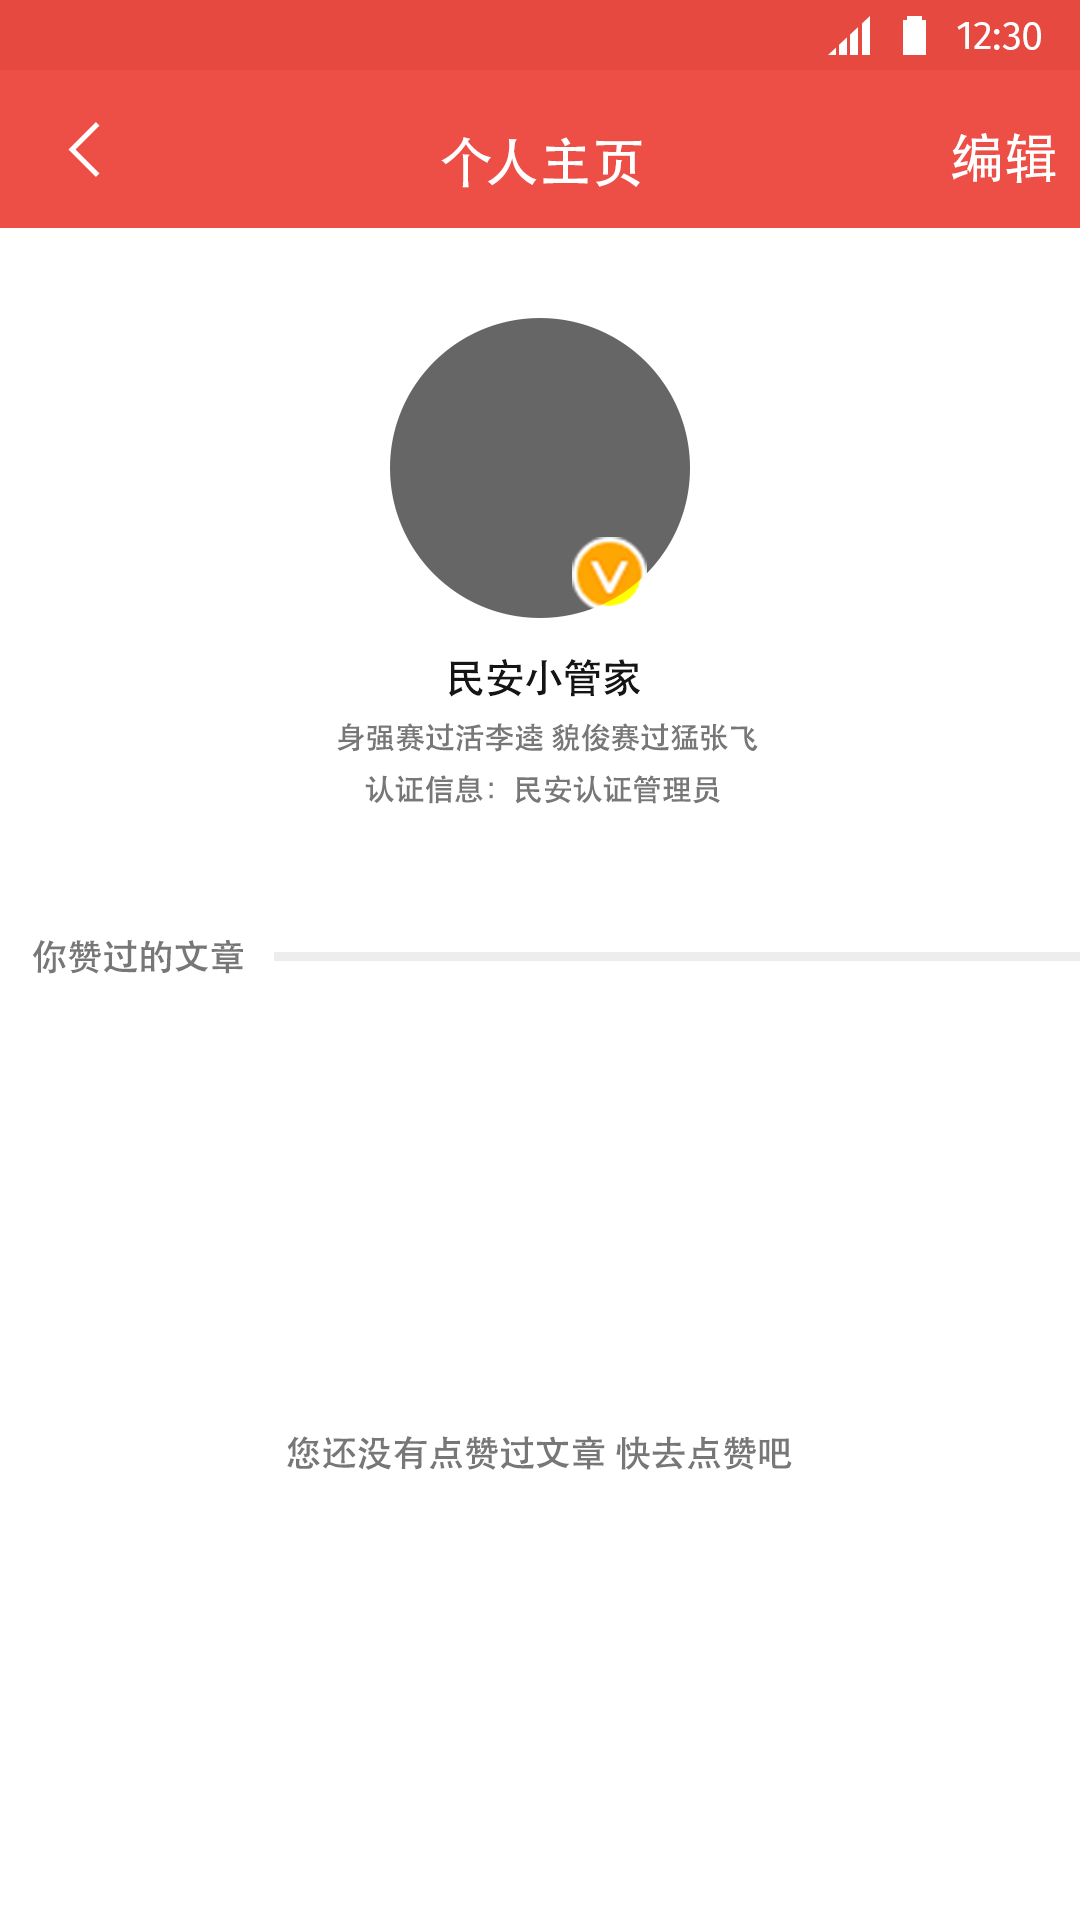 12:30
个人主页
编辑
民安小管家
身强赛过活李逵 貌俊赛过猛张飞
认证信息：民安认证管理员
你赞过的文章
您还没有点赞过文章 快去点赞吧